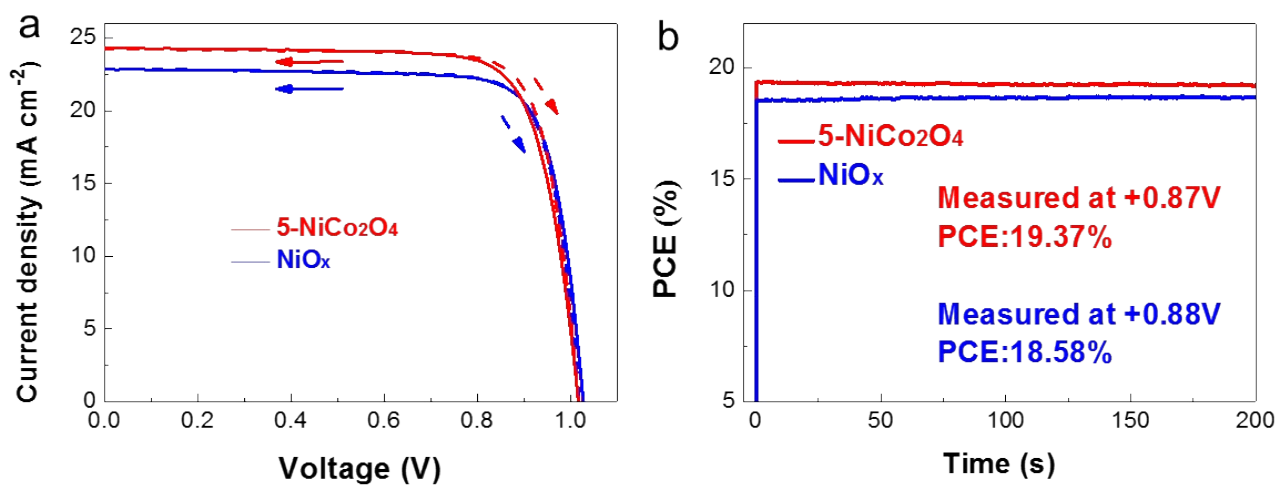 a
Current density (mA cm⁻²)
25
20
15
10
5
0
0.0 0.2 0.4 0.6 0.8 1.0
Voltage (V)
5-NiCo₂O₄
NiOₓ
b
PCE (%)
20
15
10
5
0 50 100 150 200
Time (s)
5-NiCo₂O₄
NiOₓ
Measured at +0.87V
PCE:19.37%
Measured at +0.88V
PCE:18.58%